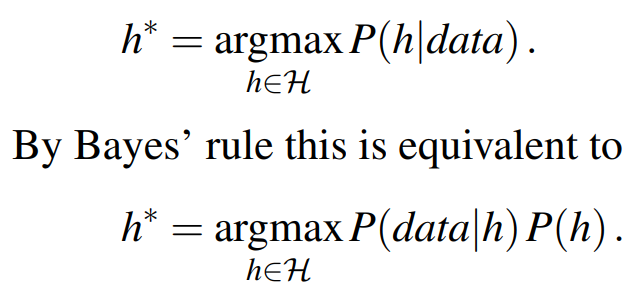 h* = argmax P(h|data).
h∈ℋ
By Bayes’ rule this is equivalent to
h* = argmax P(data|h) P(h).
h∈ℋ